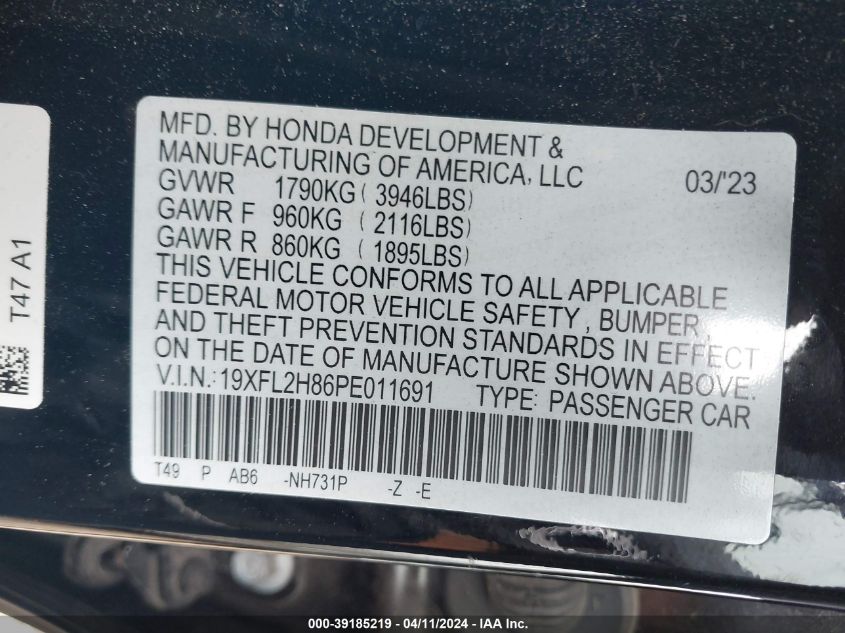 MFD. BY HONDA DEVELOPMENT &
MANUFACTURING OF AMERICA, LLC 03/'23
GVWR 1790KG ( 3946LBS)
GAWR F 960KG ( 2116LBS)
GAWR R 860KG ( 1895LBS)
THIS VEHICLE CONFORMS TO ALL APPLICABLE
FEDERAL MOTOR VEHICLE SAFETY, BUMPER,
AND THEFT PREVENTION STANDARDS IN EFFECT
ON THE DATE OF MANUFACTURE SHOWN ABOVE.
V.I.N.:19XFL2H86PE011691 TYPE: PASSENGER CAR
T49 P AB6 -NH731P -Z -E
T47 A1
000-39185219 - 04/11/2024 - IAA Inc.